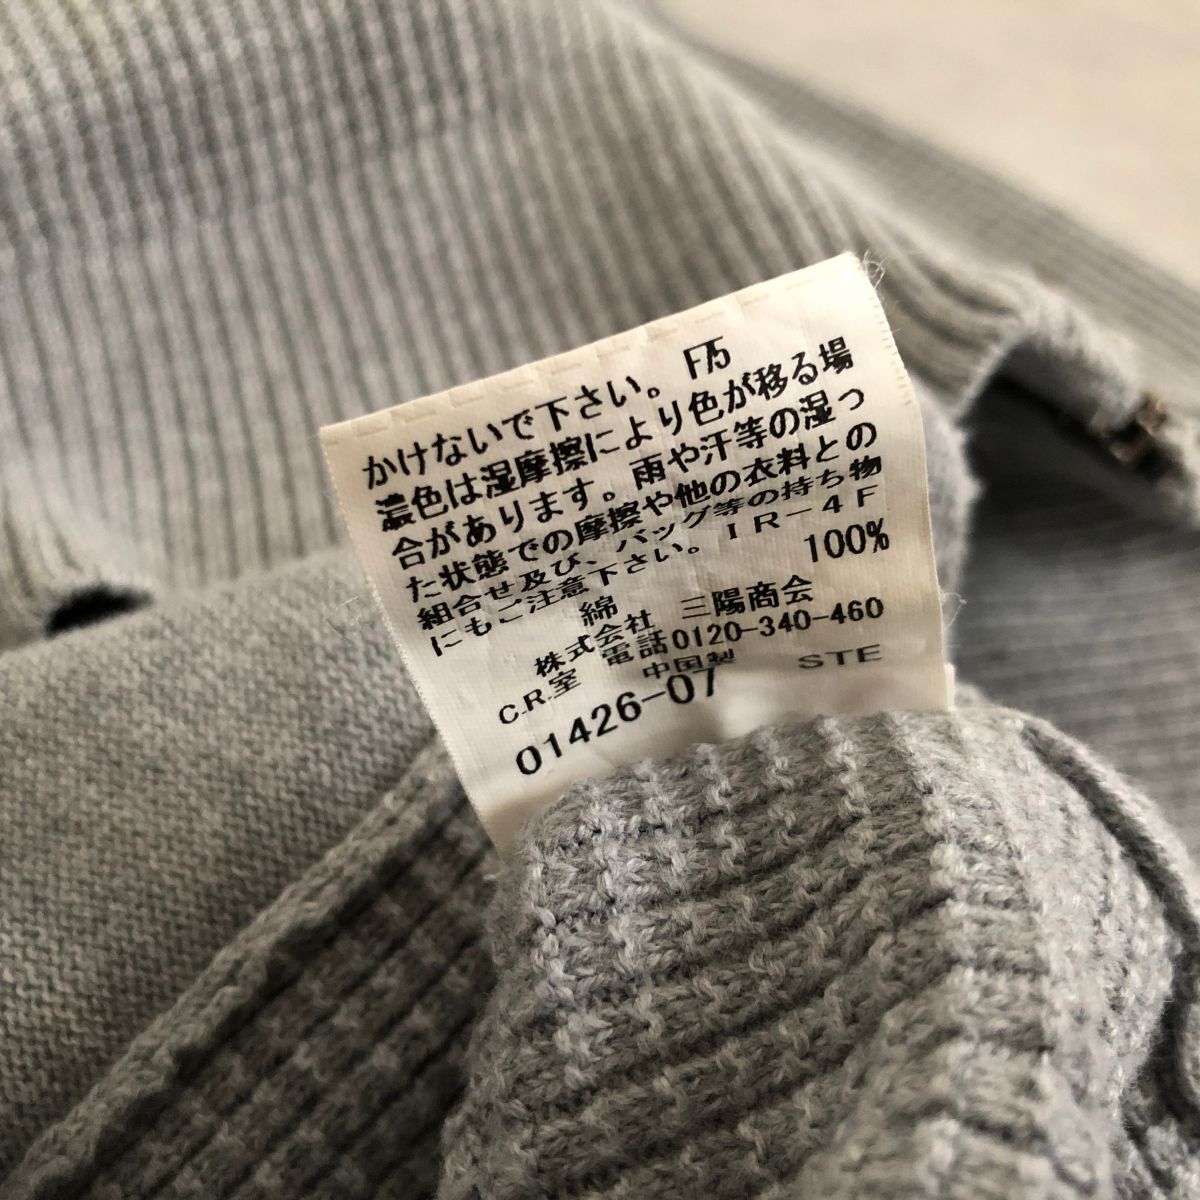 かけないで下さい。 F75
濃色は湿摩擦により色が移る場
合があります。雨や汗等の湿っ
た状態での摩擦や他の衣料との
組合せ及び、バッグ等の持ち物
にもご注意下さい。IR-4F
綿 100%
株式会社 三陽商会
C.R.室 電話0120-340-460
中国製 STE
01426-07